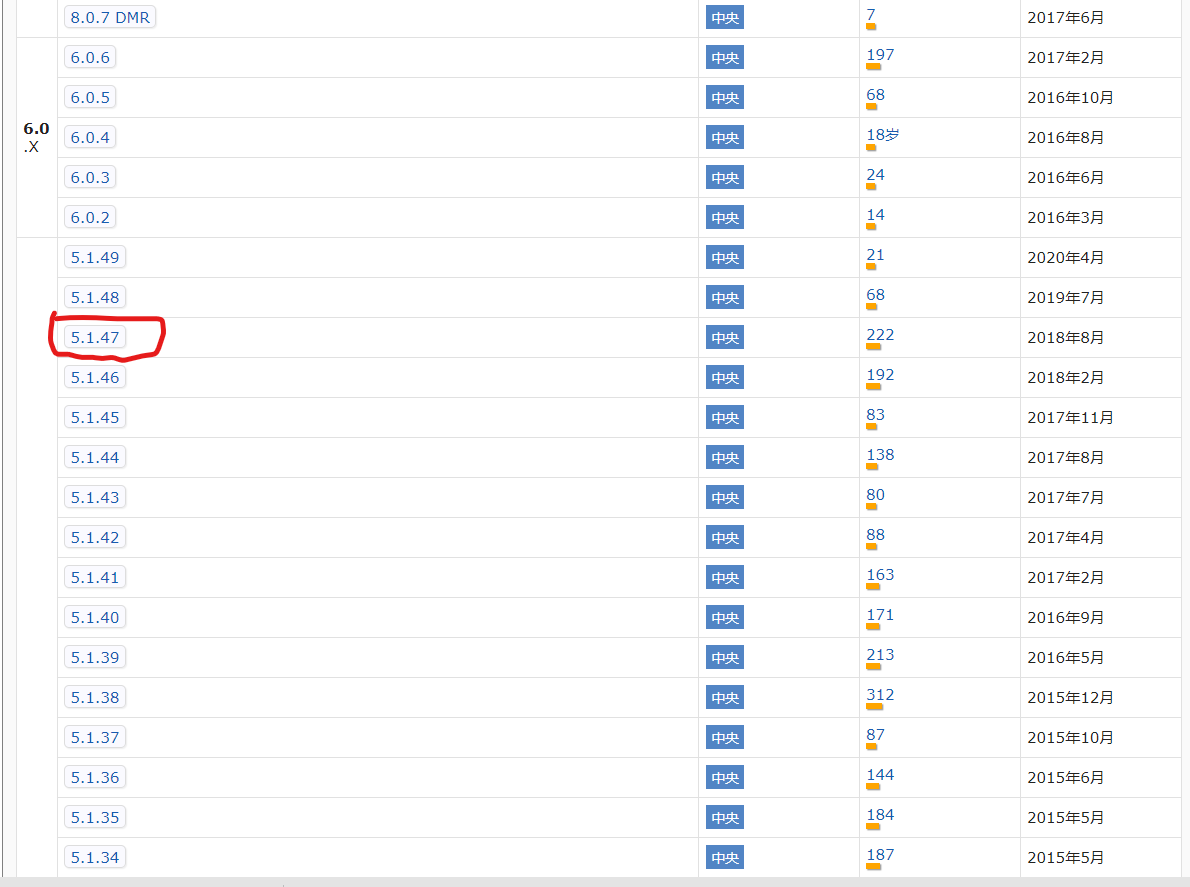 8.0.7 DMR 中央 7 2017年6月
6.0.6 中央 197 2017年2月
6.0.5 中央 68 2016年10月
6.0.X
6.0.4 中央 18岁 2016年8月
6.0.3 中央 24 2016年6月
6.0.2 中央 14 2016年3月
5.1.49 中央 21 2020年4月
5.1.48 中央 68 2019年7月
5.1.47 中央 222 2018年8月
5.1.46 中央 192 2018年2月
5.1.45 中央 83 2017年11月
5.1.44 中央 138 2017年8月
5.1.43 中央 80 2017年7月
5.1.42 中央 88 2017年4月
5.1.41 中央 163 2017年2月
5.1.40 中央 171 2016年9月
5.1.39 中央 213 2016年5月
5.1.38 中央 312 2015年12月
5.1.37 中央 87 2015年10月
5.1.36 中央 144 2015年6月
5.1.35 中央 184 2015年5月
5.1.34 中央 187 2015年5月